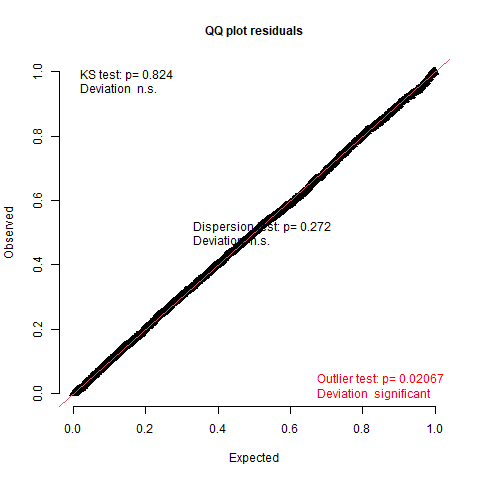 QQ plot residuals
KS test: p= 0.824
Deviation n.s.
Dispersion test: p= 0.272
Deviation n.s.
Outlier test: p= 0.02067
Deviation significant
Observed
0.0
0.2
0.4
0.6
0.8
1.0
0.0 0.2 0.4 0.6 0.8 1.0
Expected